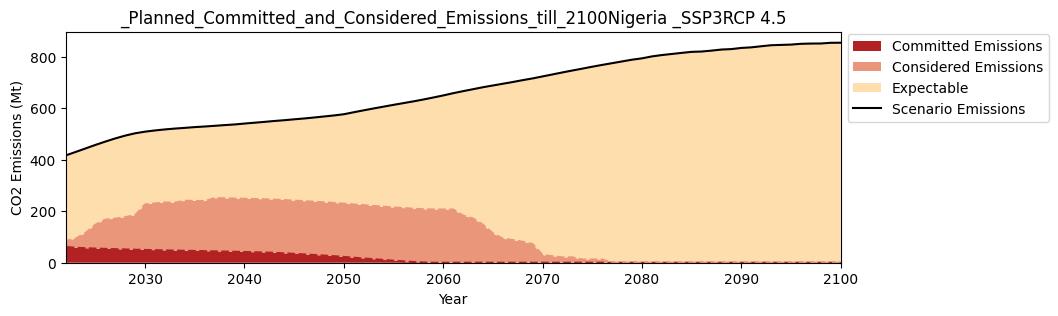 _Planned_Committed_and_Considered_Emissions_till_2100Nigeria _SSP3RCP 4.5
CO2 Emissions (Mt)
800
600
400
200
0
2030 2040 2050 2060 2070 2080 2090 2100
Year
Committed Emissions
Considered Emissions
Expectable
Scenario Emissions